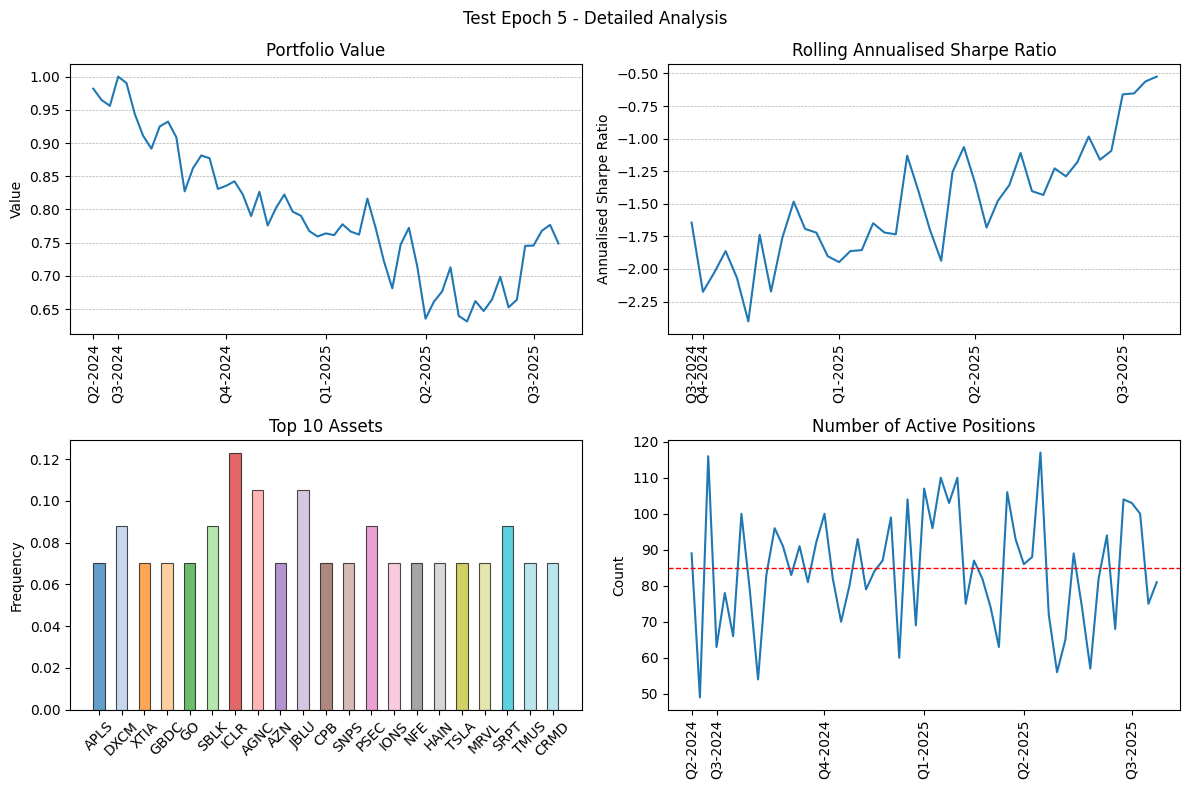 Test Epoch 5 - Detailed Analysis
Portfolio Value
Value
1.00
0.95
0.90
0.85
0.80
0.75
0.70
0.65
Q2-2024
Q3-2024
Q4-2024
Q1-2025
Q2-2025
Q3-2025
Rolling Annualised Sharpe Ratio
Annualised Sharpe Ratio
−0.50
−0.75
−1.00
−1.25
−1.50
−1.75
−2.00
−2.25
Q3-2024
Q4-2024
Q1-2025
Q2-2025
Q3-2025
Top 10 Assets
Frequency
0.12
0.10
0.08
0.06
0.04
0.02
0.00
APLS
DXCM
XTIA
GBDC
GO
SBLK
ICLR
AGNC
AZN
JBLU
CPB
SNPS
PSEC
IONS
NFE
HAIN
TSLA
MRVL
SRPT
TMUS
CRMD
Number of Active Positions
Count
120
110
100
90
80
70
60
50
Q2-2024
Q3-2024
Q4-2024
Q1-2025
Q2-2025
Q3-2025